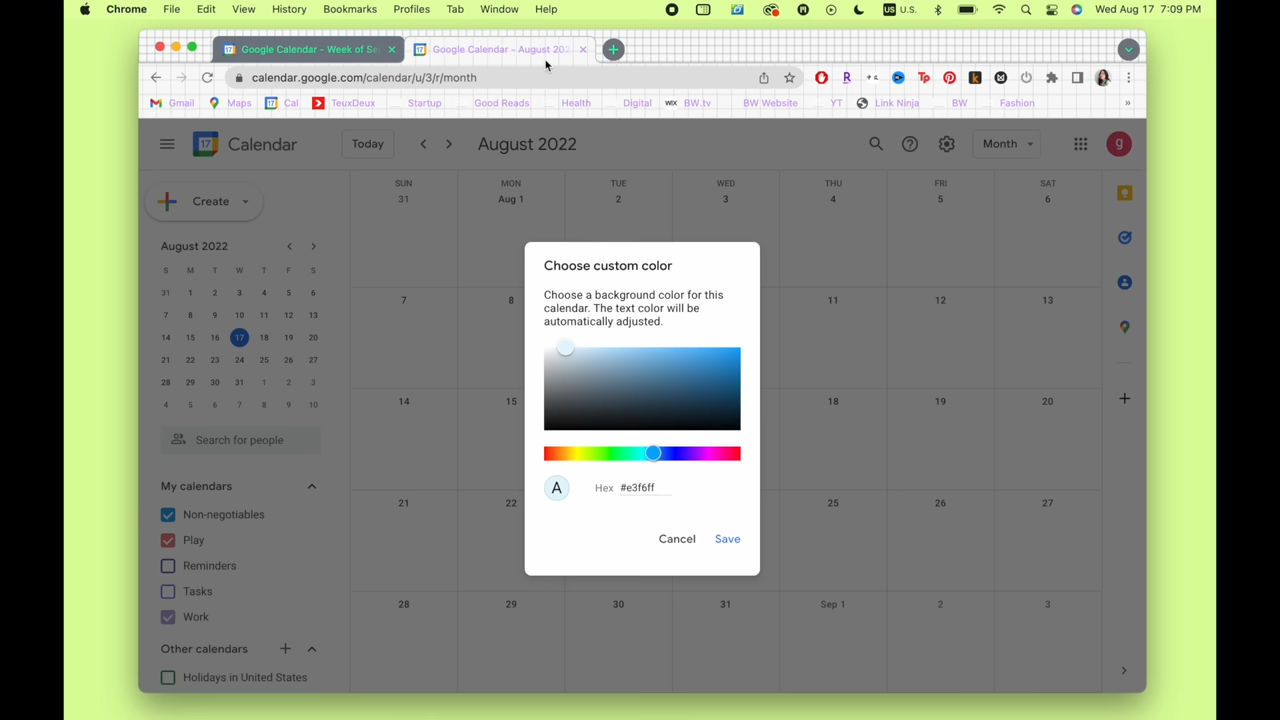 Chrome File Edit View History Bookmarks Profiles Tab Window Help U.S. Wed Aug 17 7:09 PM
Google Calendar - Week of Se Google Calendar - August 202
calendar.google.com/calendar/u/3/r/month
Gmail Maps Cal TeuxDeux Startup Good Reads Health Digital WIX BW.tv BW Website YT Link Ninja BW Fashion »
17 Calendar Today August 2022 Month g
SUN MON TUE WED THU FRI SAT
31 Aug 1 2 3 4 5 6
Create
August 2022
S M T W T F S
31 1 2 3 4 5 6
7 8 9 10 11 12 13
14 15 16 17 18 19 20
21 22 23 24 25 26 27
28 29 30 31 1 2 3
4 5 6 7 8 9 10
Search for people
My calendars
Non-negotiables
Play
Reminders
Tasks
Work
Other calendars
Holidays in United States
7 8 11 12 13
14 15 18 19 20
21 22 25 26 27
28 29 30 31 Sep 1 2 3
Choose custom color
Choose a background color for this
calendar. The text color will be
automatically adjusted.
A Hex #e3f6ff
Cancel Save